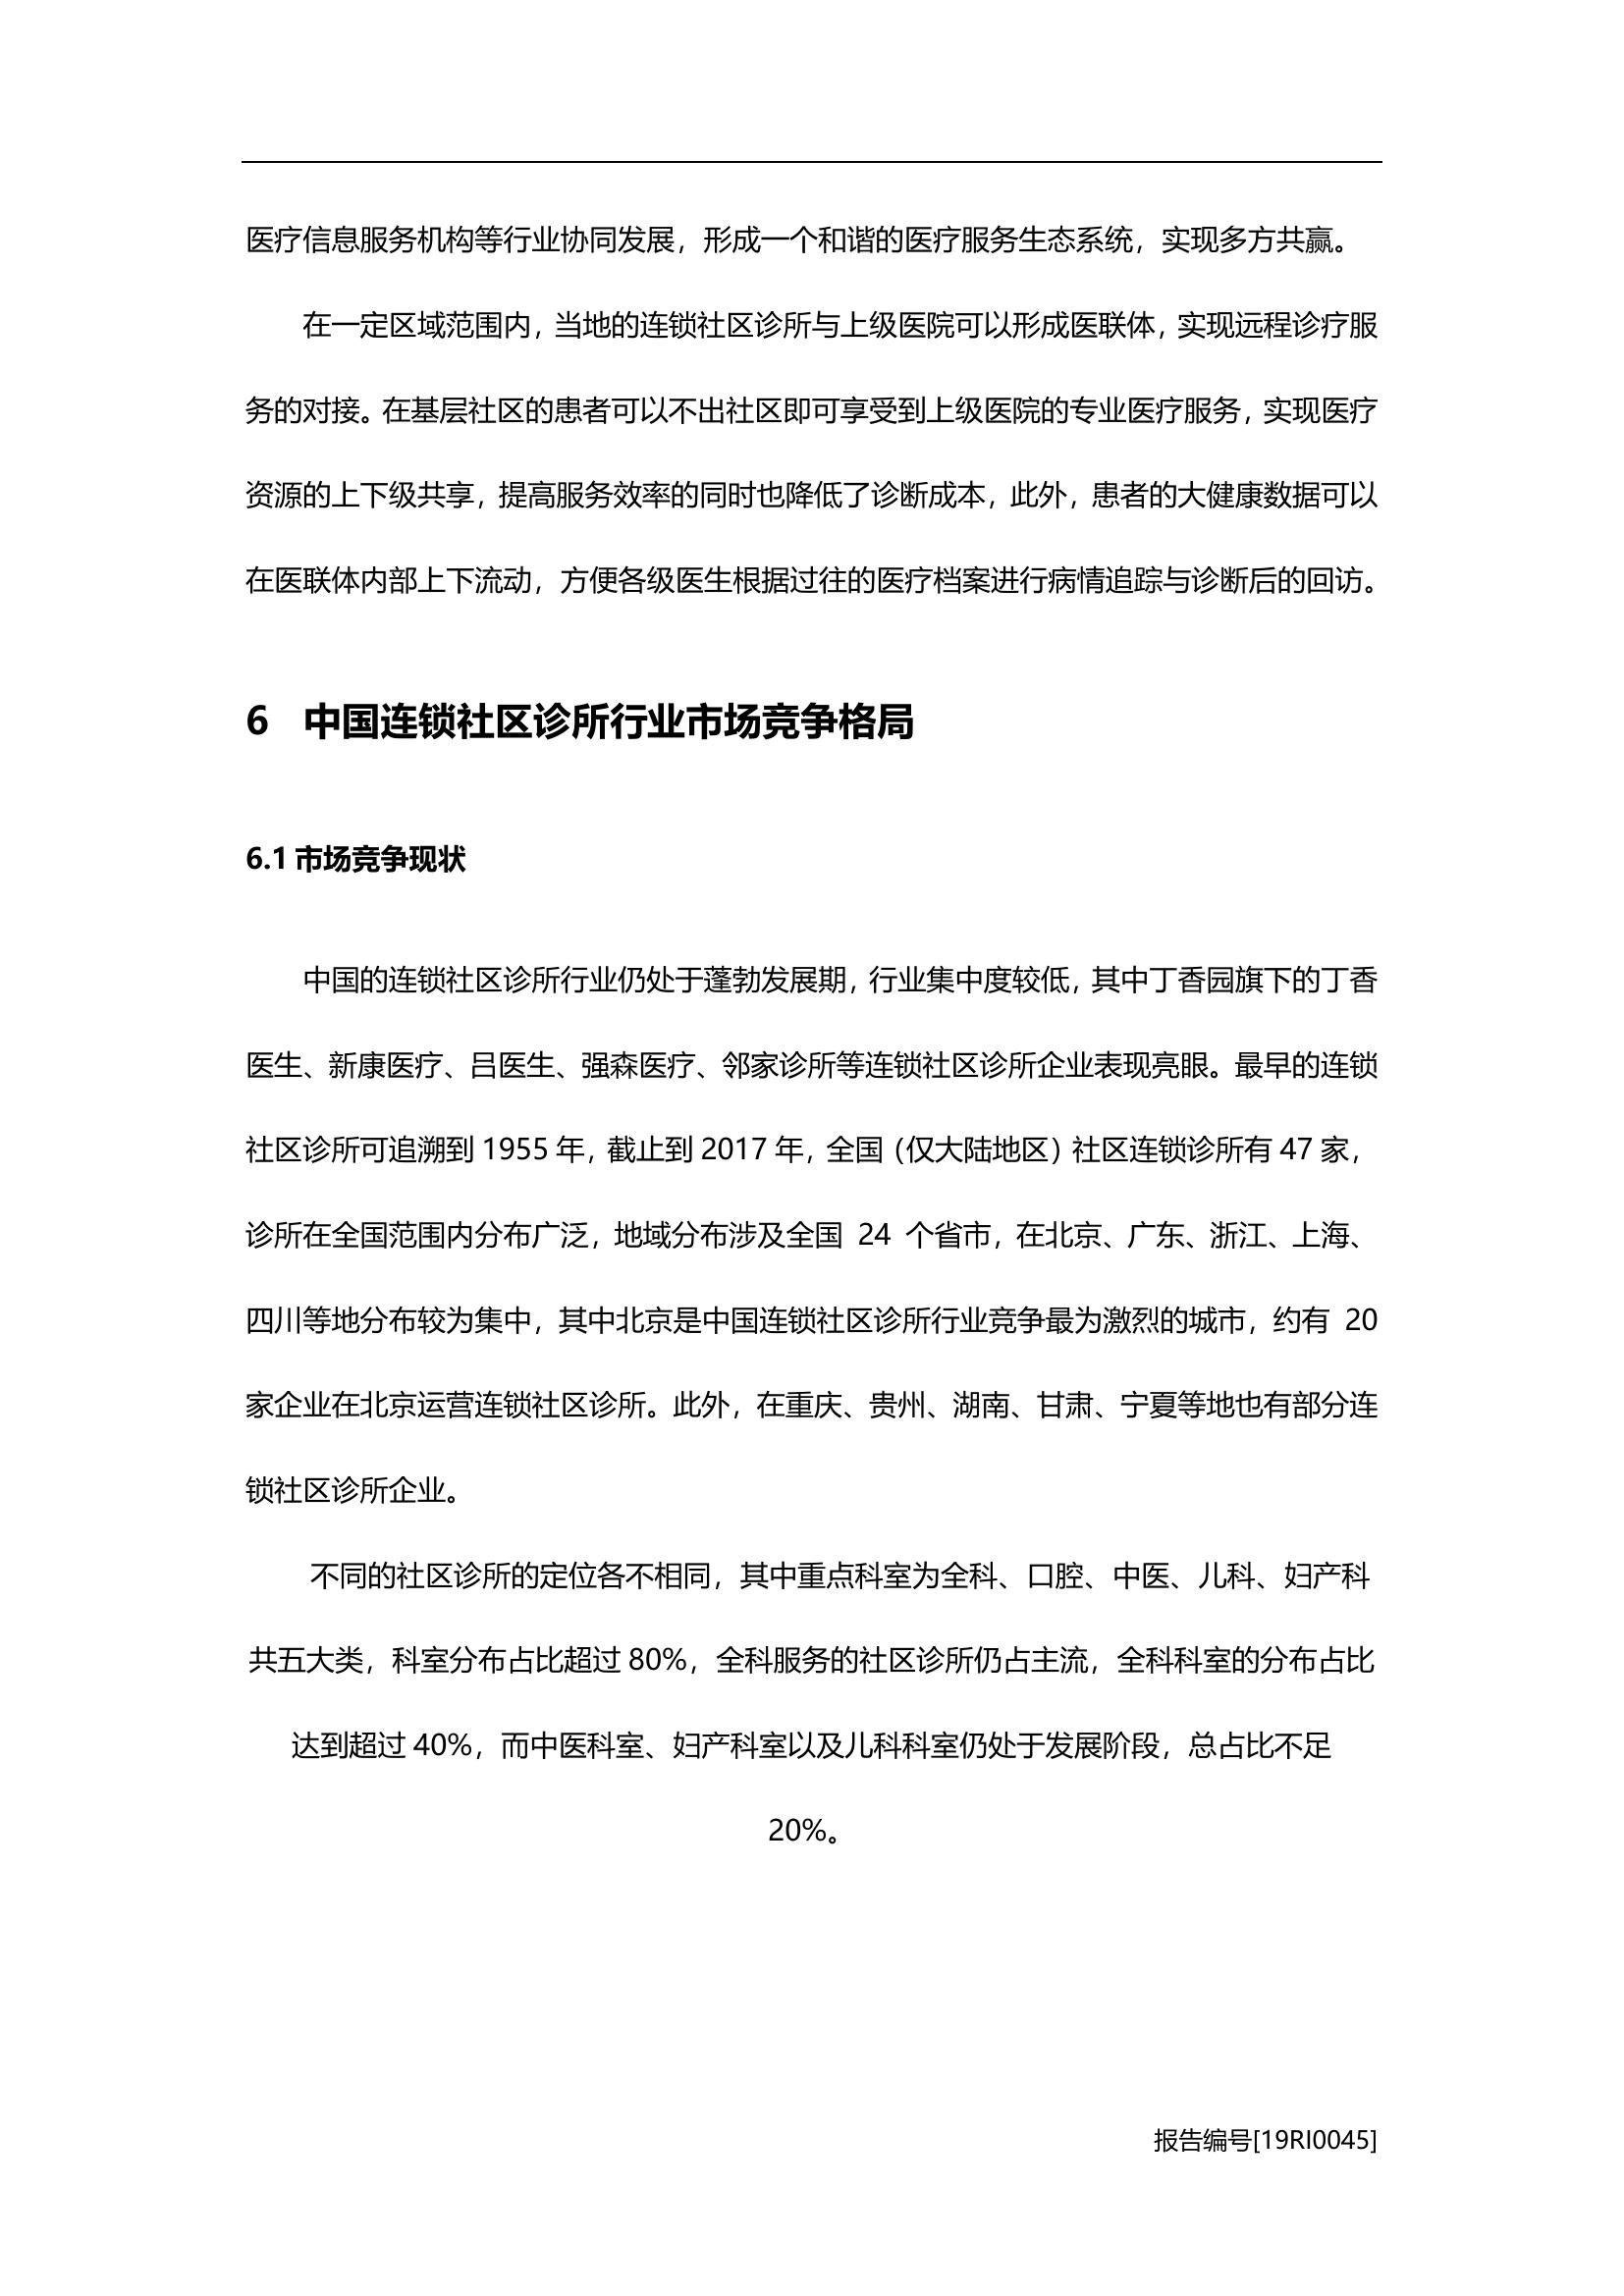 医疗信息服务机构等行业协同发展，形成一个和谐的医疗服务生态系统，实现多方共赢。
在一定区域范围内，当地的连锁社区诊所与上级医院可以形成医联体，实现远程诊疗服
务的对接。在基层社区的患者可以不出社区即可享受到上级医院的专业医疗服务，实现医疗
资源的上下级共享，提高服务效率的同时也降低了诊断成本，此外，患者的大健康数据可以
在医联体内部上下流动，方便各级医生根据过往的医疗档案进行病情追踪与诊断后的回访。
6 中国连锁社区诊所行业市场竞争格局
6.1 市场竞争现状
中国的连锁社区诊所行业仍处于蓬勃发展期，行业集中度较低，其中丁香园旗下的丁香
医生、新康医疗、吕医生、强森医疗、邻家诊所等连锁社区诊所企业表现亮眼。最早的连锁
社区诊所可追溯到 1955 年，截止到 2017 年，全国（仅大陆地区）社区连锁诊所有 47 家，
诊所在全国范围内分布广泛，地域分布涉及全国 24 个省市，在北京、广东、浙江、上海、
四川等地分布较为集中，其中北京是中国连锁社区诊所行业竞争最为激烈的城市，约有 20
家企业在北京运营连锁社区诊所。此外，在重庆、贵州、湖南、甘肃、宁夏等地也有部分连
锁社区诊所企业。
不同的社区诊所的定位各不相同，其中重点科室为全科、口腔、中医、儿科、妇产科
共五大类，科室分布占比超过 80%，全科服务的社区诊所仍占主流，全科科室的分布占比
达到超过 40%，而中医科室、妇产科室以及儿科科室仍处于发展阶段，总占比不足
20%。
报告编号[19RI0045]